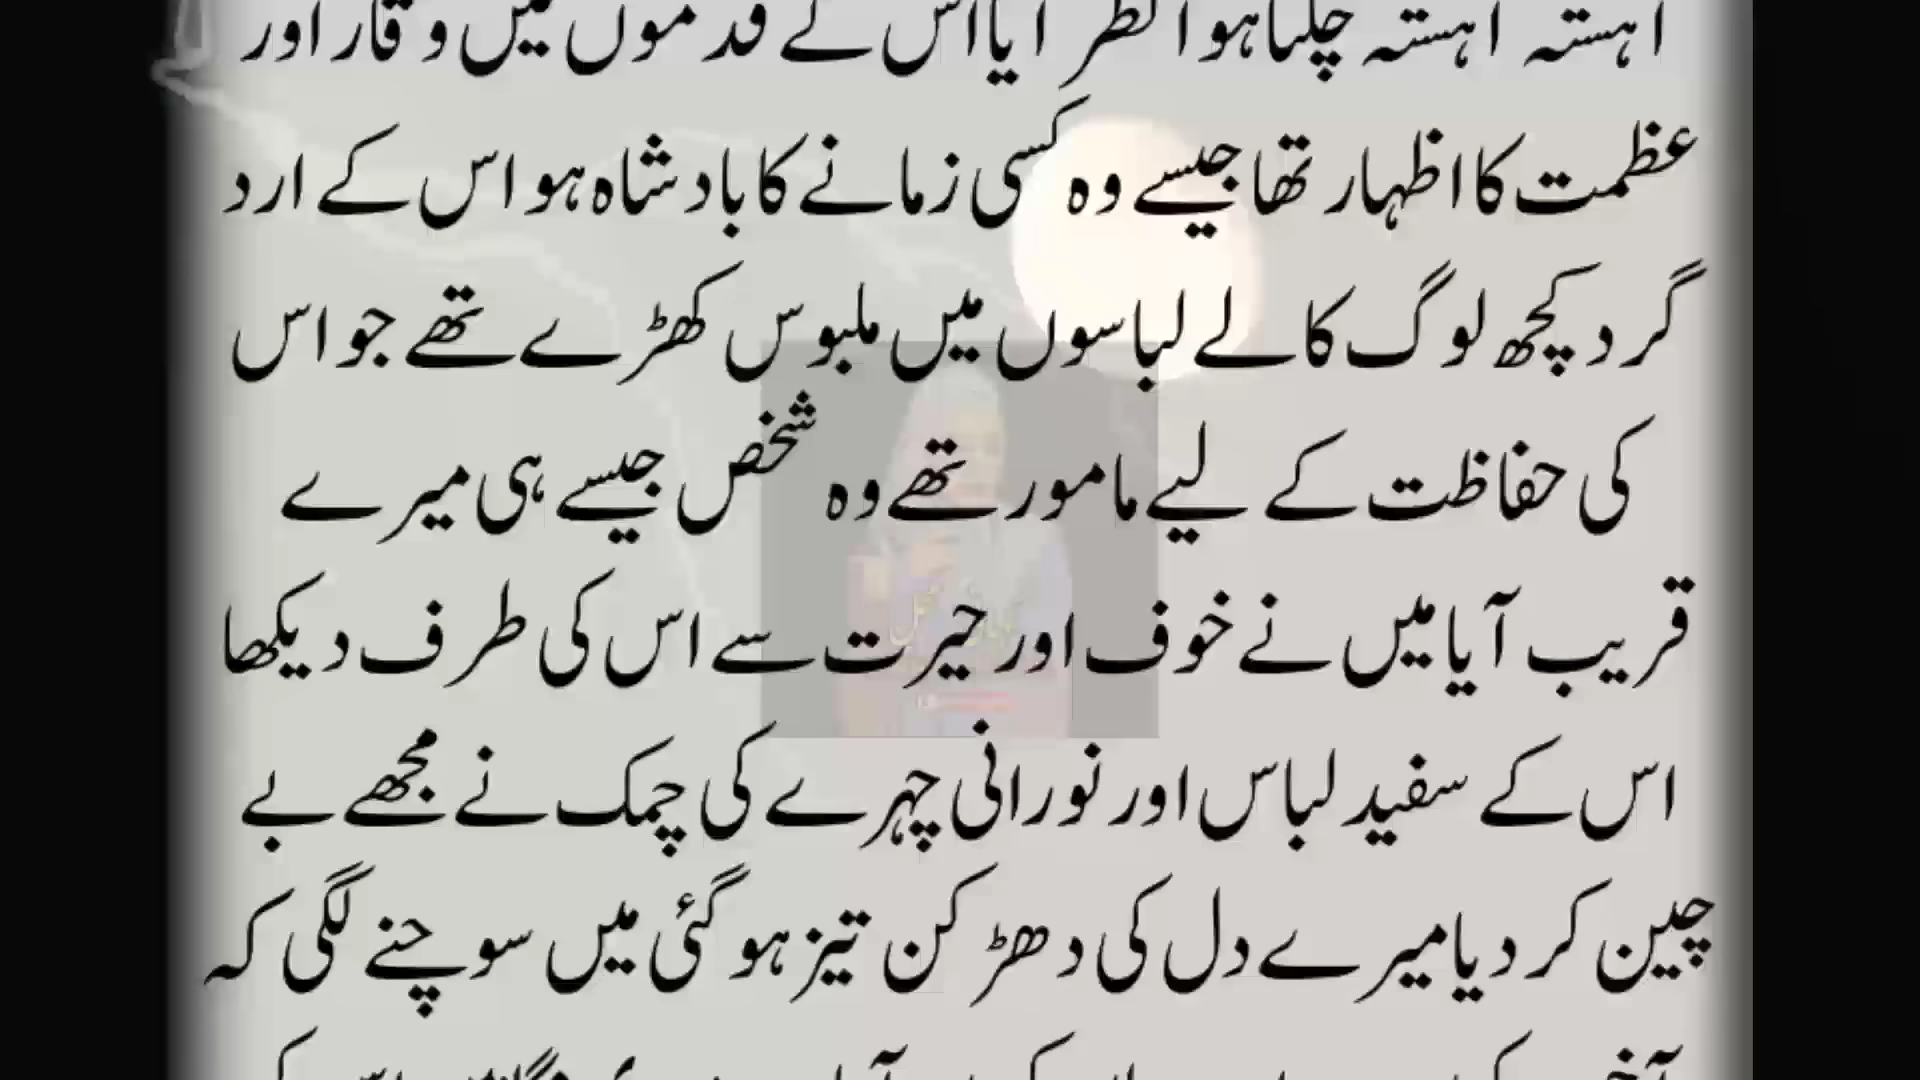 آہستہ آہستہ چلتا ہوا نظر آیا اس کے قدموں میں وقار اور
عظمت کا اظہار تھا جیسے وہ کسی زمانے کا بادشاہ ہو اس کے ارد
گرد کچھ لوگ کالے لباسوں میں ملبوس کھڑے تھے جو اس
کی حفاظت کے لیے مامور تھے وہ شخص جیسے ہی میرے
قریب آیا میں نے خوف اور حیرت سے اس کی طرف دیکھا
اس کے سفید لباس اور نورانی چہرے کی چمک نے مجھے بے
چین کر دیا میرے دل کی دھڑکن تیز ہو گئی میں سوچنے لگی کہ